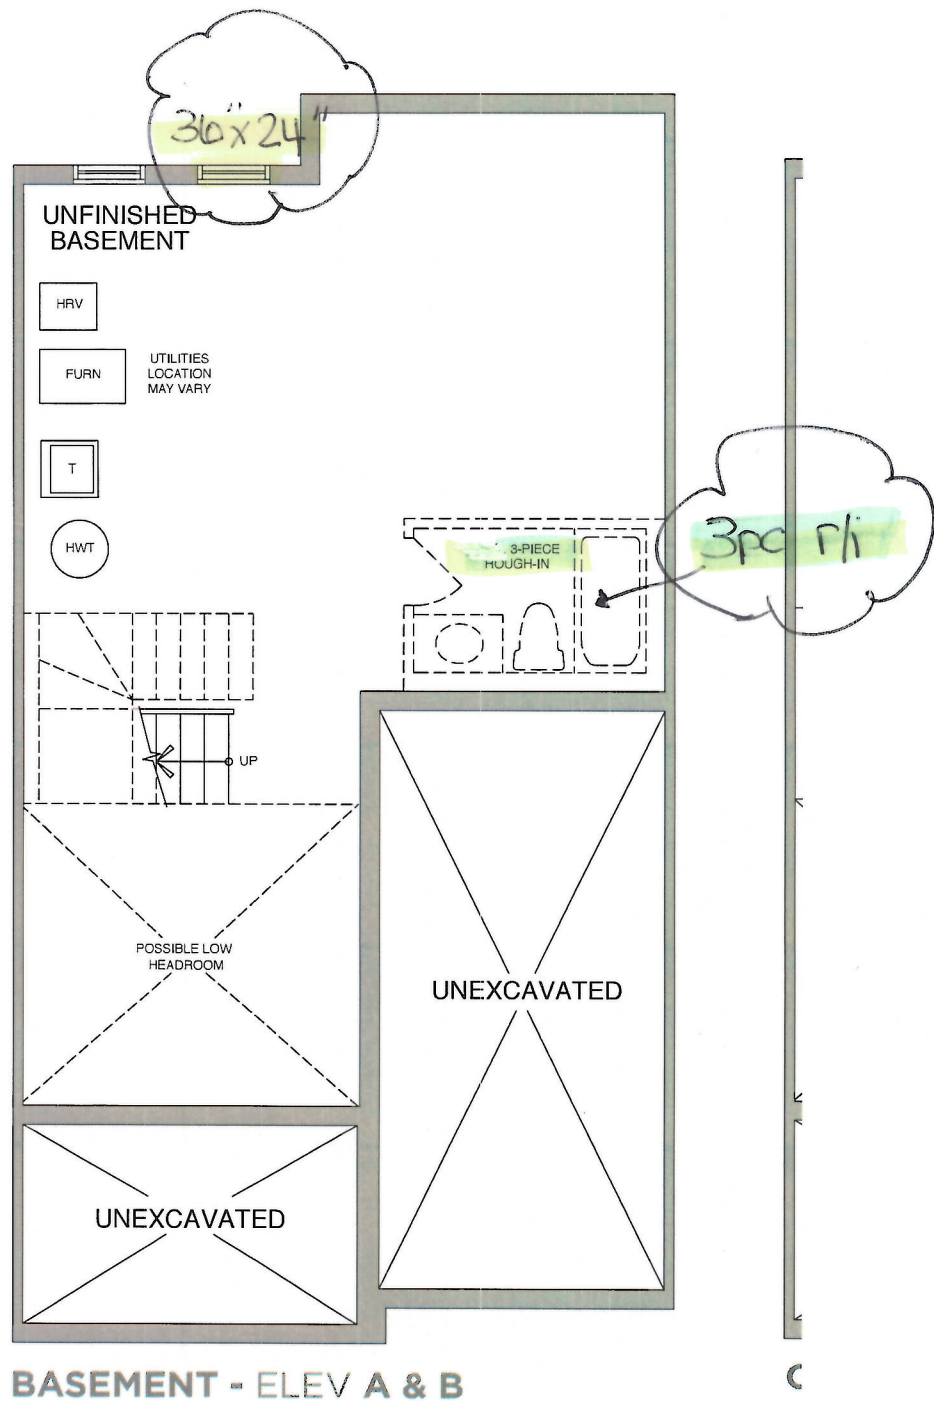 36"x24"
UNFINISHED
BASEMENT
HRV
FURN
UTILITIES
LOCATION
MAY VARY
T
HWT
3-PIECE
ROUGH-IN
3pc r/i
UP
POSSIBLE LOW
HEADROOM
UNEXCAVATED
UNEXCAVATED
BASEMENT - ELEV A & B